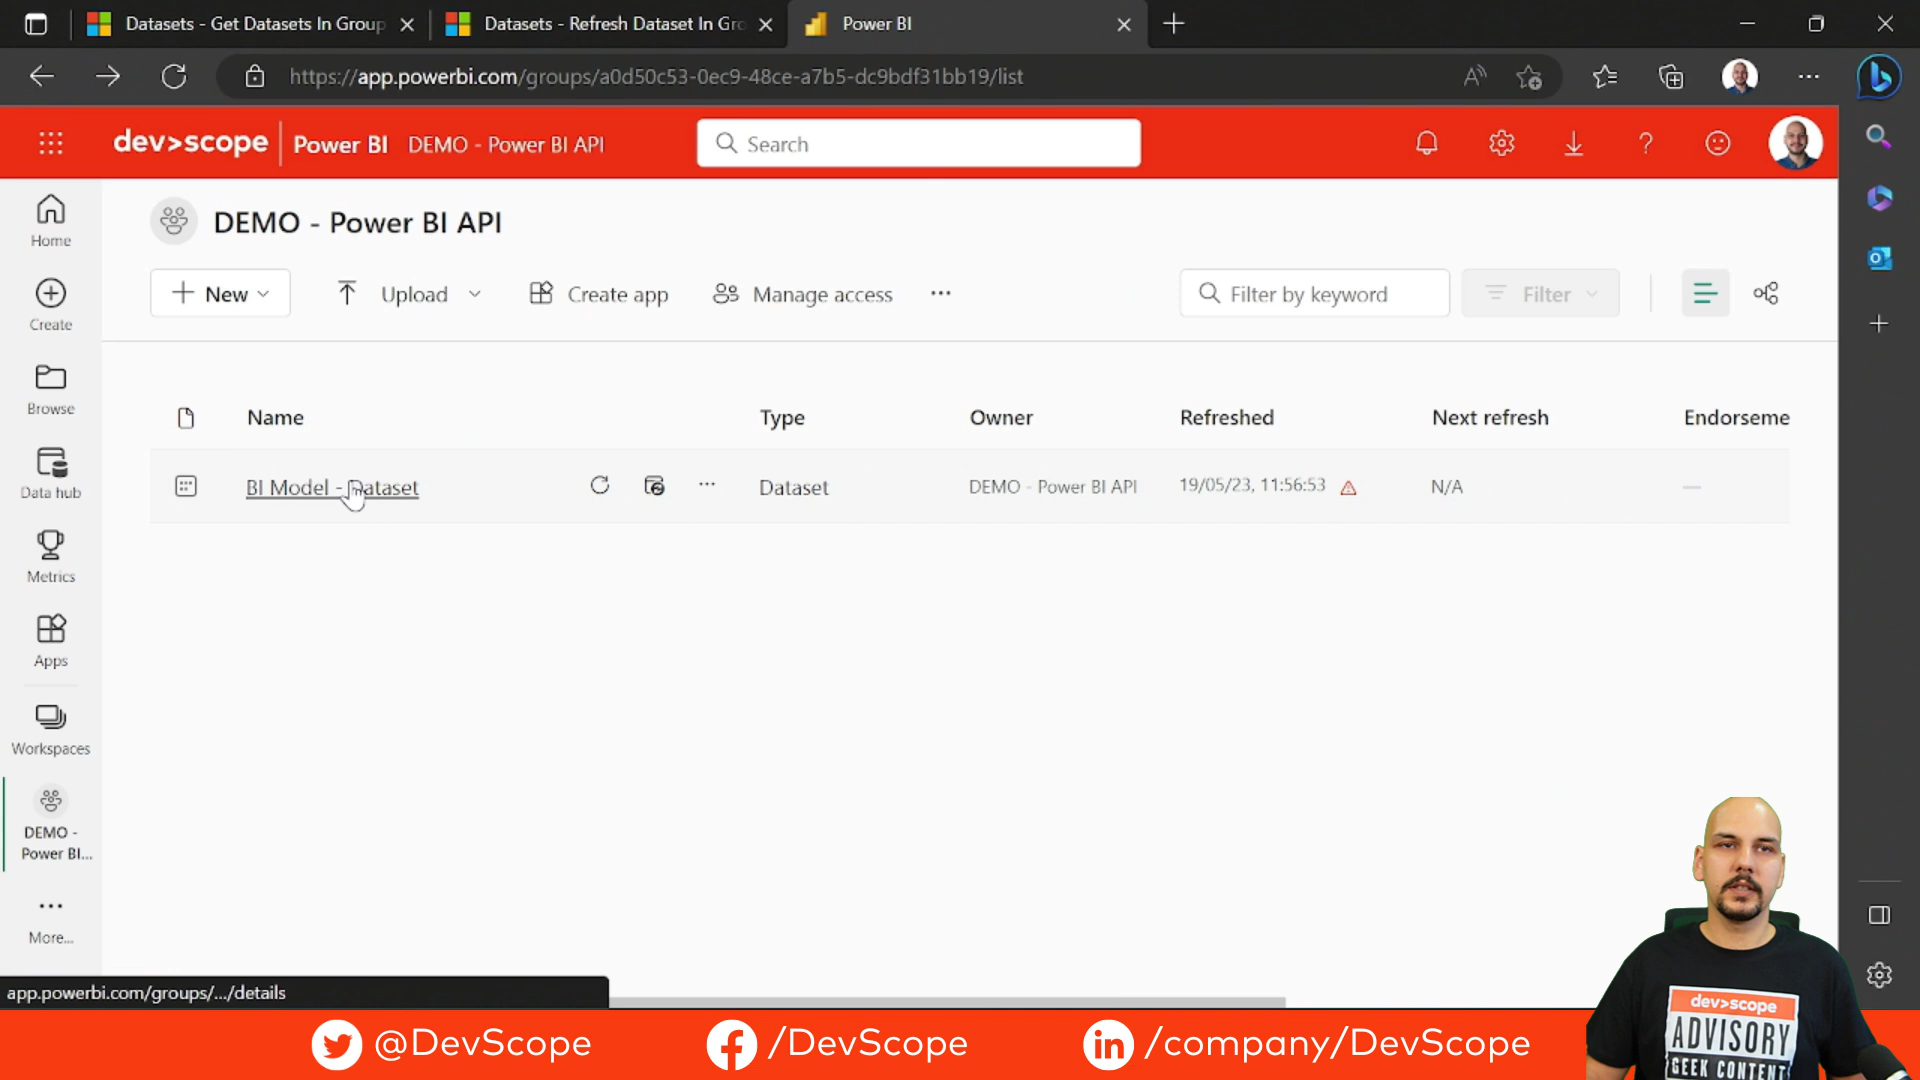 Datasets - Get Datasets In Group
Datasets - Refresh Dataset In Gro
Power BI
https://app.powerbi.com/groups/a0d50c53-0ec9-48ce-a7b5-dc9bdf31bb19/list
dev>scope
Power BI
DEMO - Power BI API
Search
Home
Create
Browse
Data hub
Metrics
Apps
Workspaces
DEMO -
Power BI...
More...
DEMO - Power BI API
New
Upload
Create app
Manage access
Filter by keyword
Filter
Name
Type
Owner
Refreshed
Next refresh
Endorseme
BI Model - Dataset
Dataset
DEMO - Power BI API
19/05/23, 11:56:53
N/A
app.powerbi.com/groups/.../details
dev>scope
ADVISORY
GEEK CONTENT
@DevScope
/DevScope
/company/DevScope